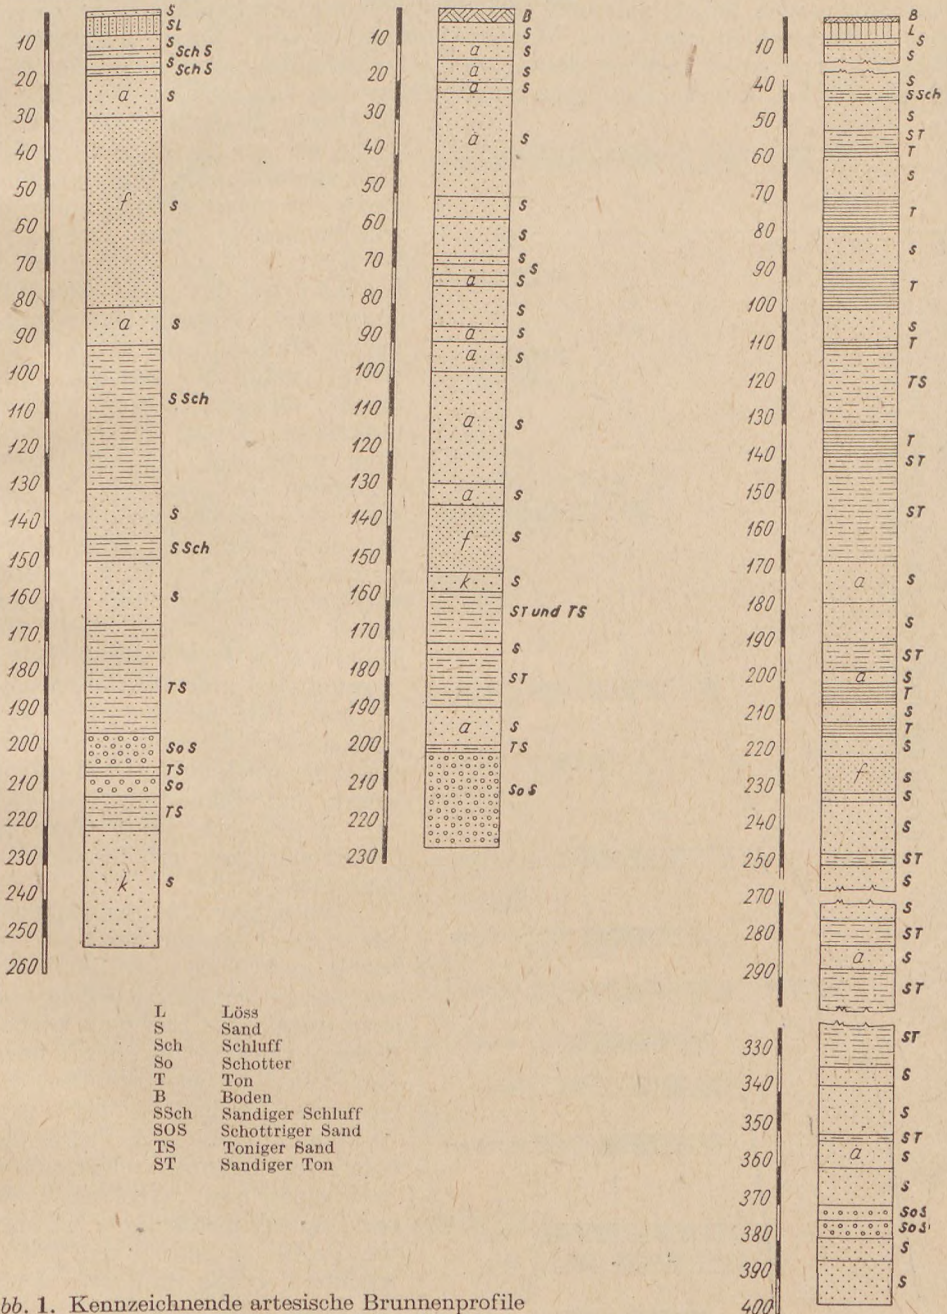 S
SL
10
S
Sch S
S
Sch S
20
a S
30
40
50
f S
60
70
80
a S
90
100
S Sch
110
120
130
140
S
150
S Sch
160
S
170
180
TS
190
200
So S
TS
210
So
220
TS
230
k S
240
250
260
B
10
S
a S
20
a S
a S
30
40
a S
50
60
S
S
70
S
S
80
a S
S
90
a S
100
a S
110
a S
120
130
a S
140
f S
150
k S
160
ST und TS
170
S
180
ST
190
a S
200
TS
210
So S
220
230
B
L
S
10
S
40
S
S Sch
50
S
ST
60
T
S
70
T
80
S
90
T
100
S
110
T
120
TS
130
T
140
ST
150
ST
160
170
a S
180
S
190
ST
200
a S
T
210
S
T
220
S
f S
230
S
240
S
250
ST
S
270
S
280
ST
a S
290
ST
330
ST
340
S
350
S
ST
360
a S
370
S
So S
380
So S
S
390
S
400
L Löss
S Sand
Sch Schluff
So Schotter
T Ton
B Boden
SSch Sandiger Schluff
SOS Schottriger Sand
TS Toniger Sand
ST Sandiger Ton
bb. 1. Kennzeichnende artesische Brunnenprofile